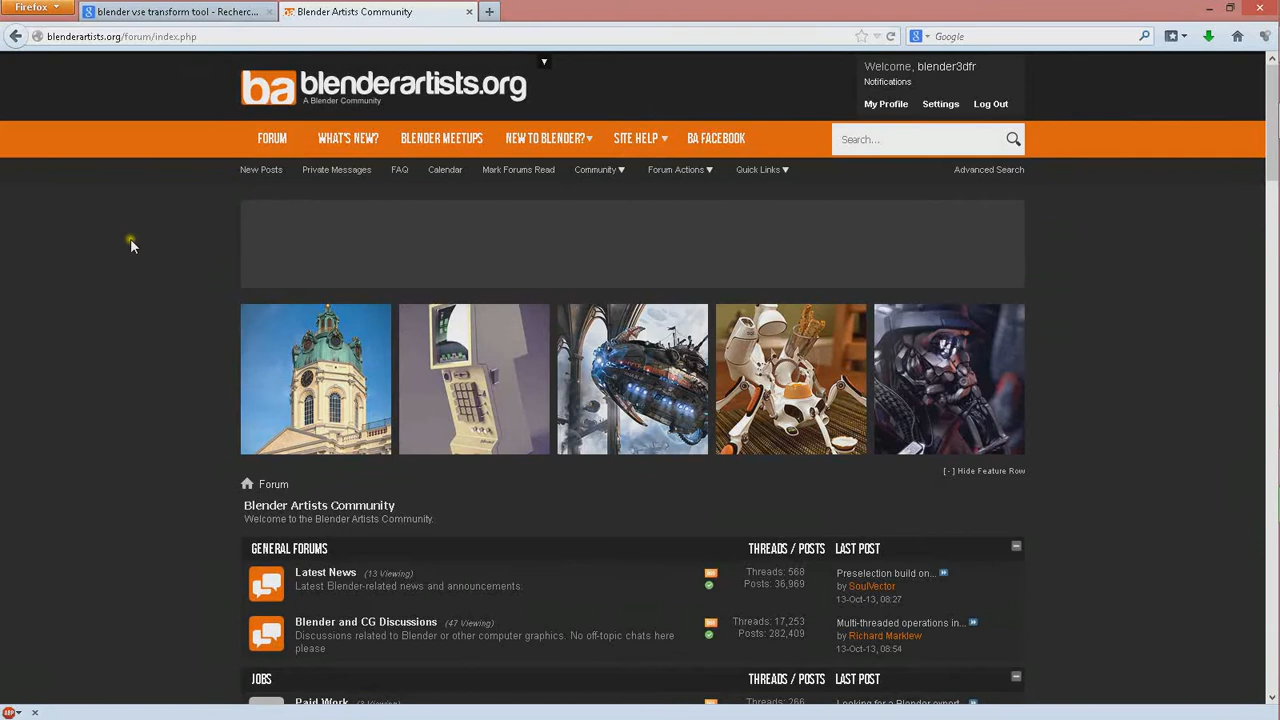 Firefox
blender vse transform tool - Recherc...
Blender Artists Community
blenderartists.org/forum/index.php
Google
ba blenderartists.org
A Blender Community
Welcome, blender3dfr
Notifications
My Profile Settings Log Out
FORUM WHAT'S NEW? BLENDER MEETUPS NEW TO BLENDER? SITE HELP BA FACEBOOK
Search...
New Posts Private Messages FAQ Calendar Mark Forums Read Community Forum Actions Quick Links Advanced Search
[-] Hide Feature Row
Forum
Blender Artists Community
Welcome to the Blender Artists Community.
GENERAL FORUMS THREADS / POSTS LAST POST
Latest News (13 Viewing)
Latest Blender-related news and announcements.
Threads: 568
Posts: 36,969
Preselection build on...
by SoulVector
13-Oct-13, 08:27
Blender and CG Discussions (47 Viewing)
Discussions related to Blender or other computer graphics. No off-topic chats here
please
Threads: 17,253
Posts: 282,409
Multi-threaded operations in...
by Richard Marklew
13-Oct-13, 08:54
JOBS THREADS / POSTS LAST POST
Paid Work
Threads: 266
Looking for a Blender expert